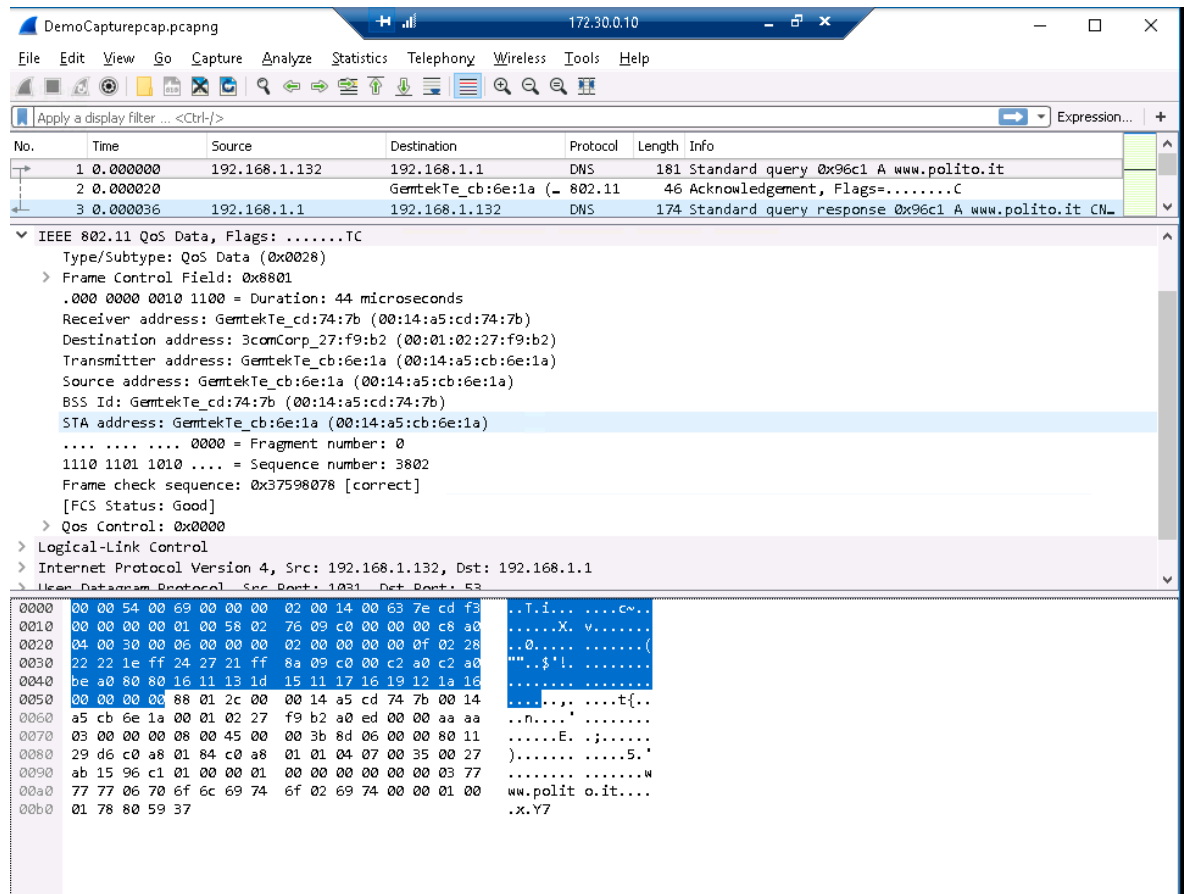 DemoCapturepcap.pcapng
172.30.0.10
File Edit View Go Capture Analyze Statistics Telephony Wireless Tools Help
Apply a display filter ... <Ctrl-/>
Expression... +
No. Time Source Destination Protocol Length Info
1 0.000000 192.168.1.132 192.168.1.1 DNS 181 Standard query 0x96c1 A www.polito.it
2 0.000020 GemtekTe_cb:6e:1a (… 802.11 46 Acknowledgement, Flags=........C
3 0.000036 192.168.1.1 192.168.1.132 DNS 174 Standard query response 0x96c1 A www.polito.it CN…
IEEE 802.11 QoS Data, Flags: .......TC
Type/Subtype: QoS Data (0x0028)
Frame Control Field: 0x8801
.000 0000 0010 1100 = Duration: 44 microseconds
Receiver address: GemtekTe_cd:74:7b (00:14:a5:cd:74:7b)
Destination address: 3comCorp_27:f9:b2 (00:01:02:27:f9:b2)
Transmitter address: GemtekTe_cb:6e:1a (00:14:a5:cb:6e:1a)
Source address: GemtekTe_cb:6e:1a (00:14:a5:cb:6e:1a)
BSS Id: GemtekTe_cd:74:7b (00:14:a5:cd:74:7b)
STA address: GemtekTe_cb:6e:1a (00:14:a5:cb:6e:1a)
.... .... .... 0000 = Fragment number: 0
1110 1101 1010 .... = Sequence number: 3802
Frame check sequence: 0x37598078 [correct]
[FCS Status: Good]
Qos Control: 0x0000
Logical-Link Control
Internet Protocol Version 4, Src: 192.168.1.132, Dst: 192.168.1.1
User Datagram Protocol, Src Port: 1031, Dst Port: 53
0000 00 00 54 00 69 00 00 00 02 00 14 00 63 7e cd f3 ..T.i... ....c~..
0010 00 00 00 00 01 00 58 02 76 09 c0 00 00 00 c8 a0 ......X. v.......
0020 04 00 30 00 06 00 00 00 02 00 00 00 00 0f 02 28 ..0..... .......(
0030 22 22 1e ff 24 27 21 ff 8a 09 c0 00 c2 a0 c2 a0 ""..$'!. ........
0040 be a0 80 80 16 11 13 1d 15 11 17 16 19 12 1a 16 ........ ........
0050 00 00 00 00 88 01 2c 00 00 14 a5 cd 74 7b 00 14 ......,. ....t{..
0060 a5 cb 6e 1a 00 01 02 27 f9 b2 a0 ed 00 00 aa aa ..n....' ........
0070 03 00 00 00 08 00 45 00 00 3b 8d 06 00 00 80 11 ......E. .;......
0080 29 d6 c0 a8 01 84 c0 a8 01 01 04 07 00 35 00 27 )....... .....5.'
0090 ab 15 96 c1 01 00 00 01 00 00 00 00 00 00 03 77 ........ .......w
00a0 77 77 06 70 6f 6c 69 74 6f 02 69 74 00 00 01 00 ww.polit o.it....
00b0 01 78 80 59 37 .x.Y7